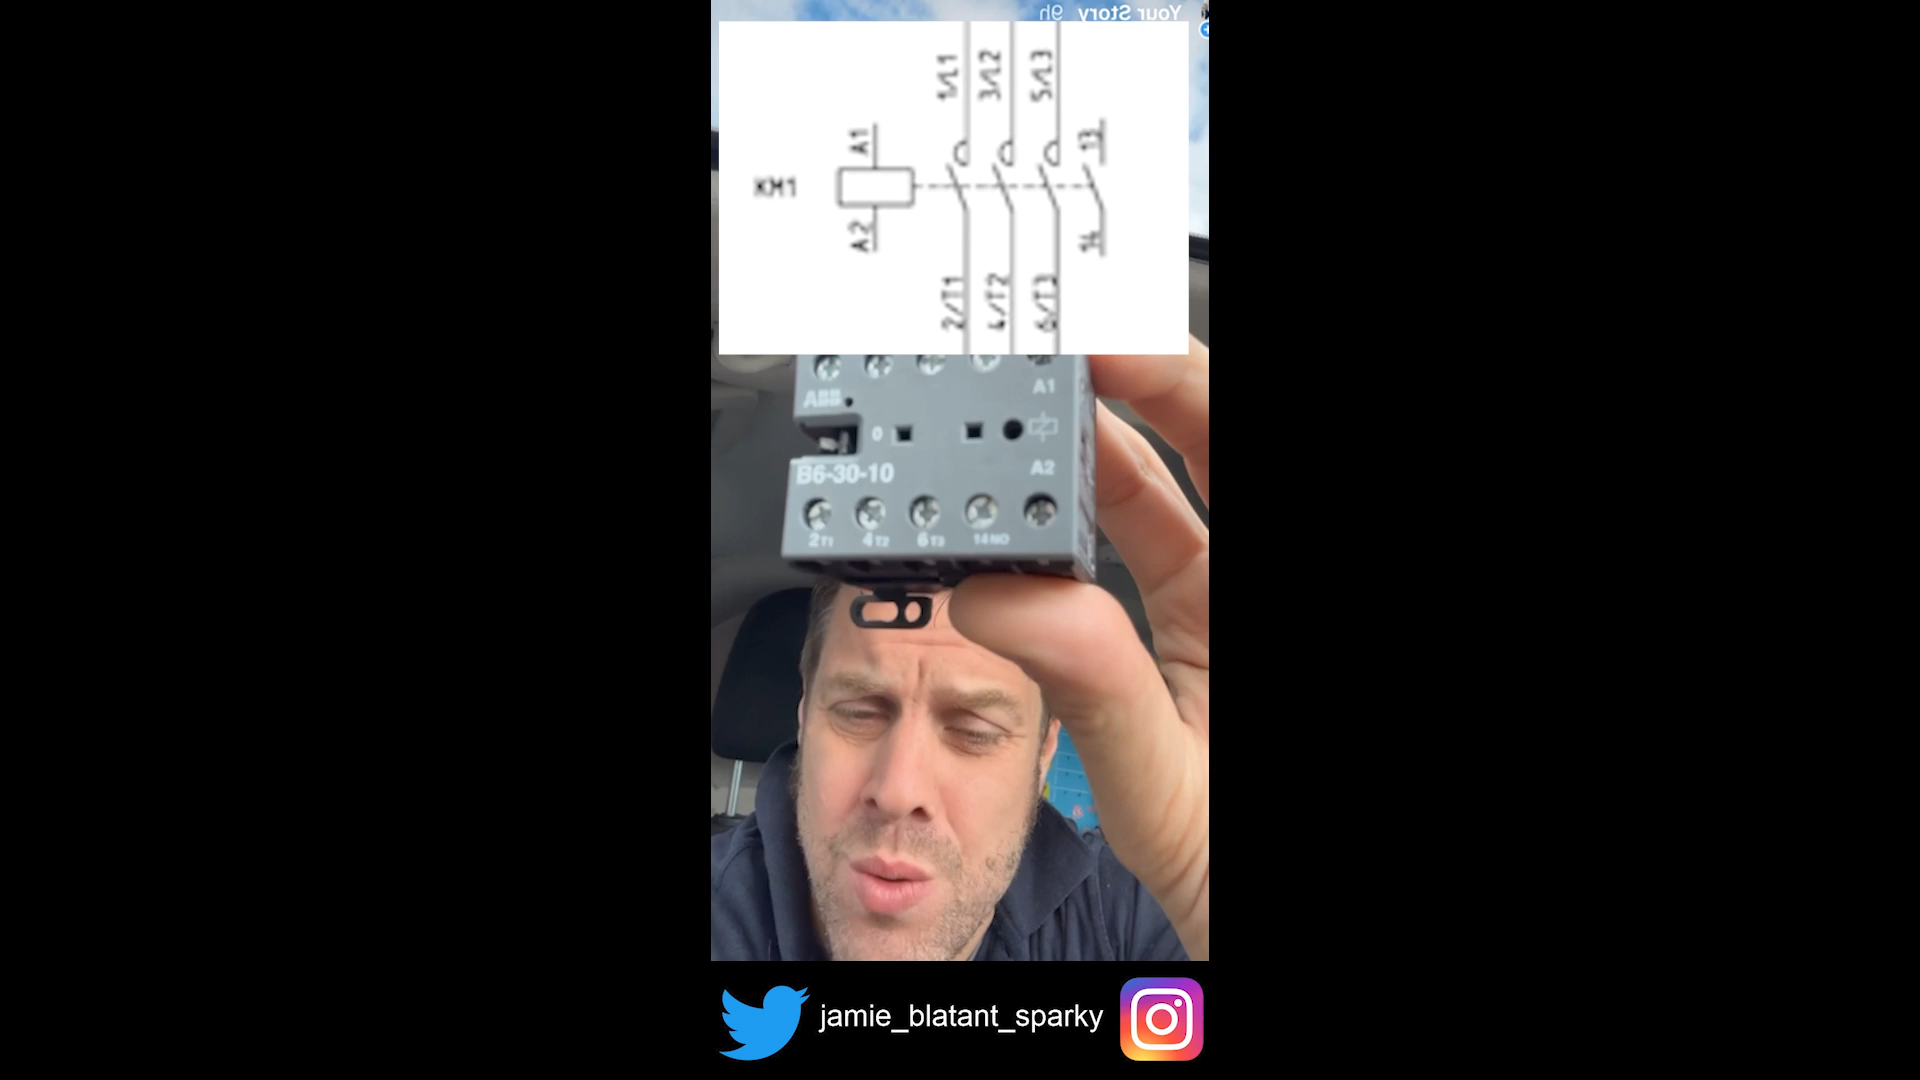 Your Story 9h
1/L1 3/L2 5/L3
A1 13
KM1
A2 14
2/T1 4/T2 6/T3
ABB
A1
0
B6-30-10
A2
2T1 4T2 6T3 14NO
jamie_blatant_sparky